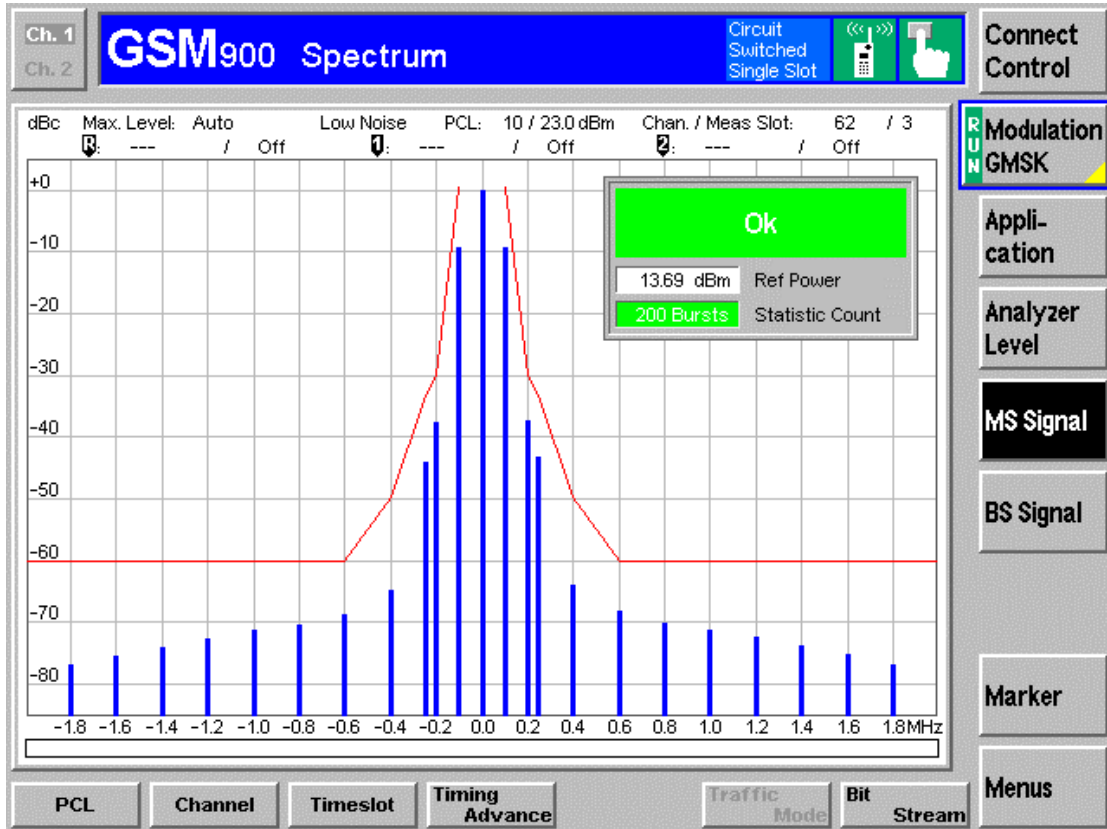 Ch. 1
Ch. 2
GSM900 Spectrum
Circuit
Switched
Single Slot
Connect
Control
dBc Max. Level: Auto Low Noise PCL: 10 / 23.0 dBm Chan. / Meas Slot: 62 / 3
R: --- / Off 1: --- / Off 2: --- / Off
RUN
Modulation
GMSK
+0
-10
-20
-30
-40
-50
-60
-70
-80
Ok
13.69 dBm Ref Power
200 Bursts Statistic Count
-1.8 -1.6 -1.4 -1.2 -1.0 -0.8 -0.6 -0.4 -0.2 0.0 0.2 0.4 0.6 0.8 1.0 1.2 1.4 1.6 1.8MHz
Appli-
cation
Analyzer
Level
MS Signal
BS Signal
Marker
Menus
PCL
Channel
Timeslot
Timing
Advance
Traffic
Mode
Bit
Stream